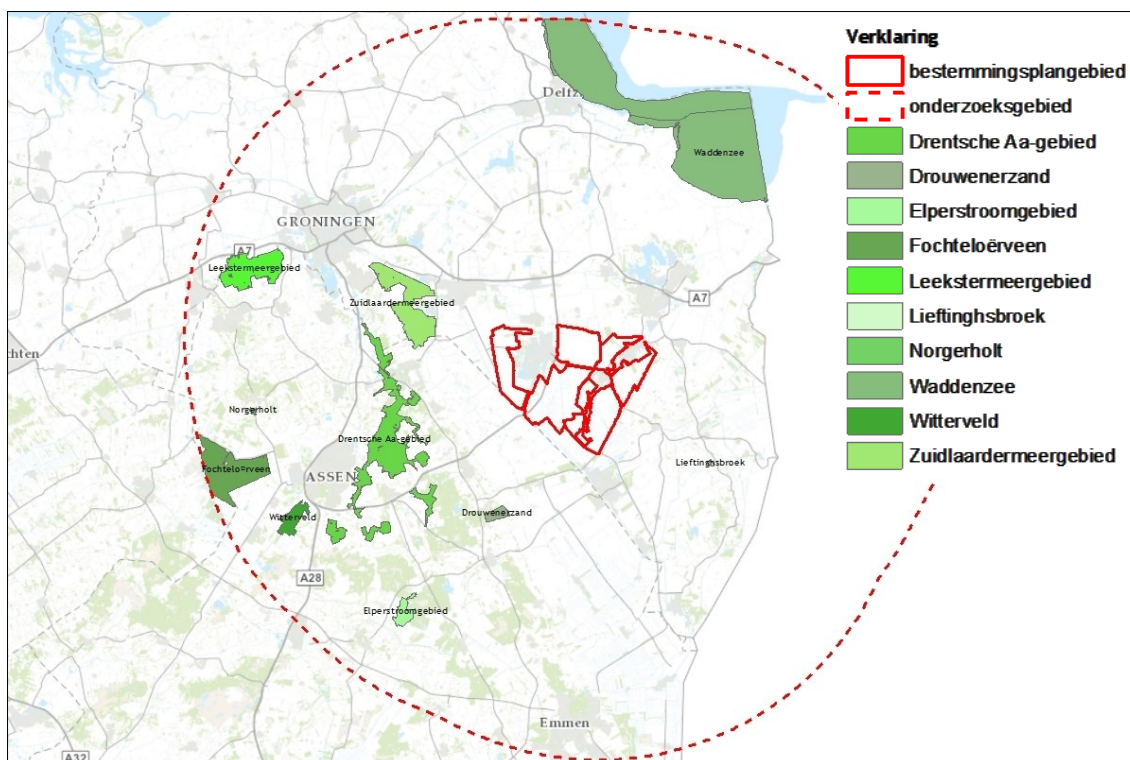 Delfz
Waddenzee
GRONINGEN
A7
Leekstermeergebied
Zuidlaardermeergebied
A7
chten
Norgerholt
Drentsche Aa-gebied
Fochteloërveen
ASSEN
Lieftinghsbroek
Witterveld
Drouwenerzand
A28
Elperstroomgebied
Emmen
A32
Verklaring
bestemmingsplangebied
onderzoeksgebied
Drentsche Aa-gebied
Drouwenerzand
Elperstroomgebied
Fochteloërveen
Leekstermeergebied
Lieftinghsbroek
Norgerholt
Waddenzee
Witterveld
Zuidlaardermeergebied